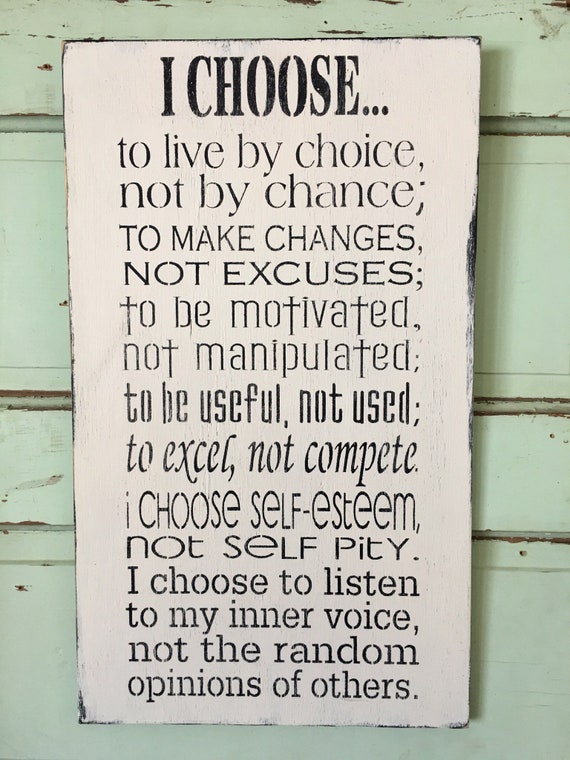 I CHOOSE...
to live by choice,
not by chance;
TO MAKE CHANGES,
NOT EXCUSES;
to be motivated,
not manipulated;
to be useful, not used;
to excel, not compete.
i CHOOSe SeLF-eSteeM,
not SeLF PitY.
I choose to listen
to my inner voice,
not the random
opinions of others.